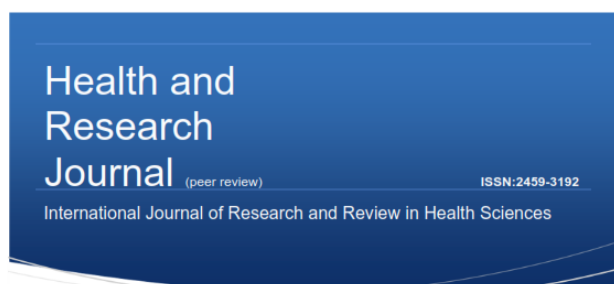 Health and
Research
Journal (peer review) ISSN:2459-3192
International Journal of Research and Review in Health Sciences